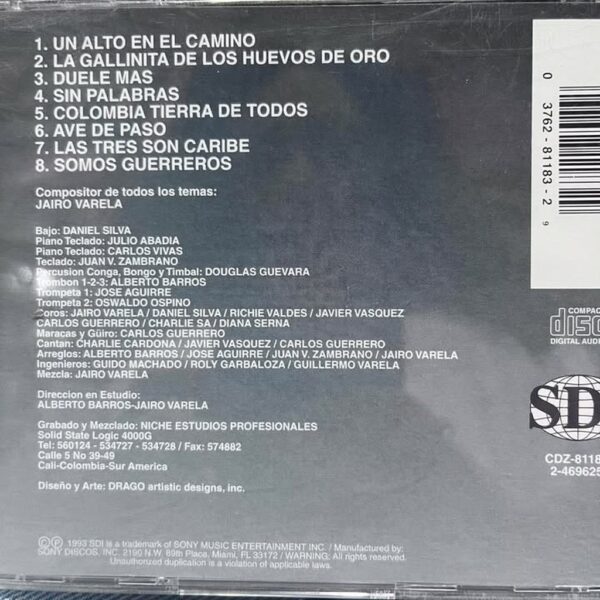 1. UN ALTO EN EL CAMINO
2. LA GALLINITA DE LOS HUEVOS DE ORO
3. DUELE MAS
4. SIN PALABRAS
5. COLOMBIA TIERRA DE TODOS
6. AVE DE PASO
7. LAS TRES SON CARIBE
8. SOMOS GUERREROS
Compositor de todos los temas:
JAIRO VARELA
Bajo: DANIEL SILVA
Piano Teclado: JULIO ABADIA
Piano Teclado: CARLOS VIVAS
Teclado: JUAN V. ZAMBRANO
Percusion Conga, Bongo y Timbal: DOUGLAS GUEVARA
Trombon 1-2-3: ALBERTO BARROS
Trompeta 1: JOSE AGUIRRE
Trompeta 2: OSWALDO OSPINO
Coros: JAIRO VARELA / DANIEL SILVA / RICHIE VALDES / JAVIER VASQUEZ
CARLOS GUERRERO / CHARLIE SA / DIANA SERNA
Maracas y Güiro: CARLOS GUERRERO
Cantan: CHARLIE CARDONA / JAVIER VASQUEZ / CARLOS GUERRERO
Arreglos: ALBERTO BARROS / JOSE AGUIRRE / JUAN V. ZAMBRANO / JAIRO VARELA
Ingenieros: GUIDO MACHADO / ROLY GARBALOZA / GUILLERMO VARELA
Mezcla: JAIRO VARELA
Direccion en Estudio:
ALBERTO BARROS-JAIRO VARELA
Grabado y Mezclado: NICHE ESTUDIOS PROFESIONALES
Solid State Logic 4000G
Tel: 560124 - 534727 - 534728 / Fax: 574882
Calle 5 No 39-49
Cali-Colombia-Sur America
Diseño y Arte: DRAGO artistic designs, inc.
0 3762 - 81183 - 2 9
COMPAC
disc
DIGITAL AUDI
SD
CDZ-8118
2-469625
©℗ 1993 SDI is a trademark of SONY MUSIC ENTERTAINMENT INC. / Manufactured by:
SONY DISCOS, INC. 2190 N.W. 89th Place, Miami, FL 33172 / WARNING: All Rights Reserved.
Unauthorized duplication is a violation of applicable laws.